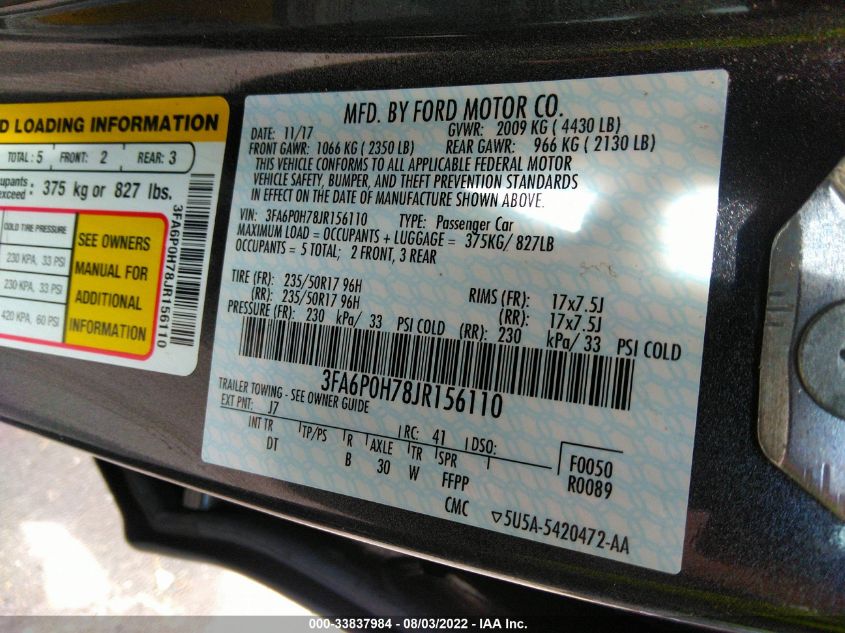 D LOADING INFORMATION
TOTAL: 5 FRONT: 2 REAR: 3
upants
exceed: 375 kg or 827 lbs.
COLD TIRE PRESSURE
230 KPA, 33 PSI
230 KPA, 33 PSI
420 KPA, 60 PSI
SEE OWNERS
MANUAL FOR
ADDITIONAL
INFORMATION
3FA6P0H78JR156110
MFD. BY FORD MOTOR CO.
DATE: 11/17 GVWR: 2009 KG ( 4430 LB)
FRONT GAWR: 1066 KG ( 2350 LB) REAR GAWR: 966 KG ( 2130 LB)
THIS VEHICLE CONFORMS TO ALL APPLICABLE FEDERAL MOTOR
VEHICLE SAFETY, BUMPER, AND THEFT PREVENTION STANDARDS
IN EFFECT ON THE DATE OF MANUFACTURE SHOWN ABOVE.
VIN: 3FA6P0H78JR156110 TYPE: Passenger Car
MAXIMUM LOAD = OCCUPANTS + LUGGAGE = 375KG/ 827LB
OCCUPANTS = 5 TOTAL; 2 FRONT, 3 REAR
TIRE (FR): 235/50R17 96H RIMS (FR): 17x7.5J
(RR): 235/50R17 96H (RR): 17x7.5J
PRESSURE (FR): 230 kPa/ 33 PSI COLD (RR): 230 kPa/ 33 PSI COLD
3FA6P0H78JR156110
TRAILER TOWING - SEE OWNER GUIDE
EXT PNT: J7 RC: 41 DSO:
INT TR TP/PS R AXLE TR SPR
DT B 30 W FFPP
CMC
F0050
R0089
▽5U5A-5420472-AA
000-33837984 - 08/03/2022 - IAA Inc.